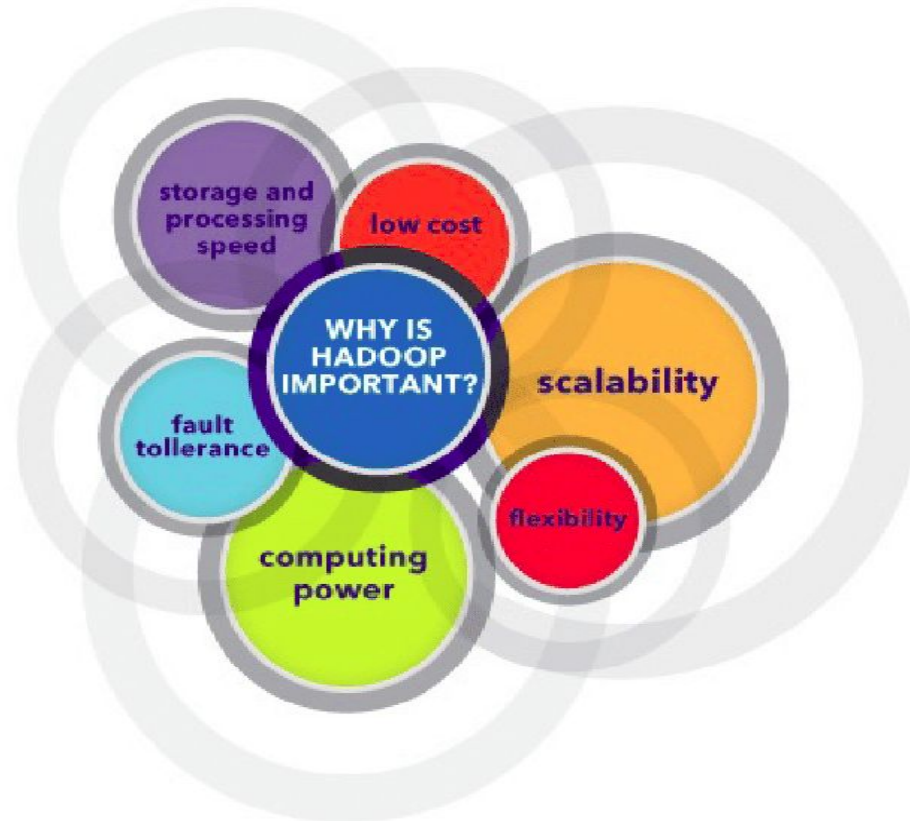 storage and
processing
speed
low cost
WHY IS
HADOOP
IMPORTANT?
scalability
fault
tollerance
flexibility
computing
power